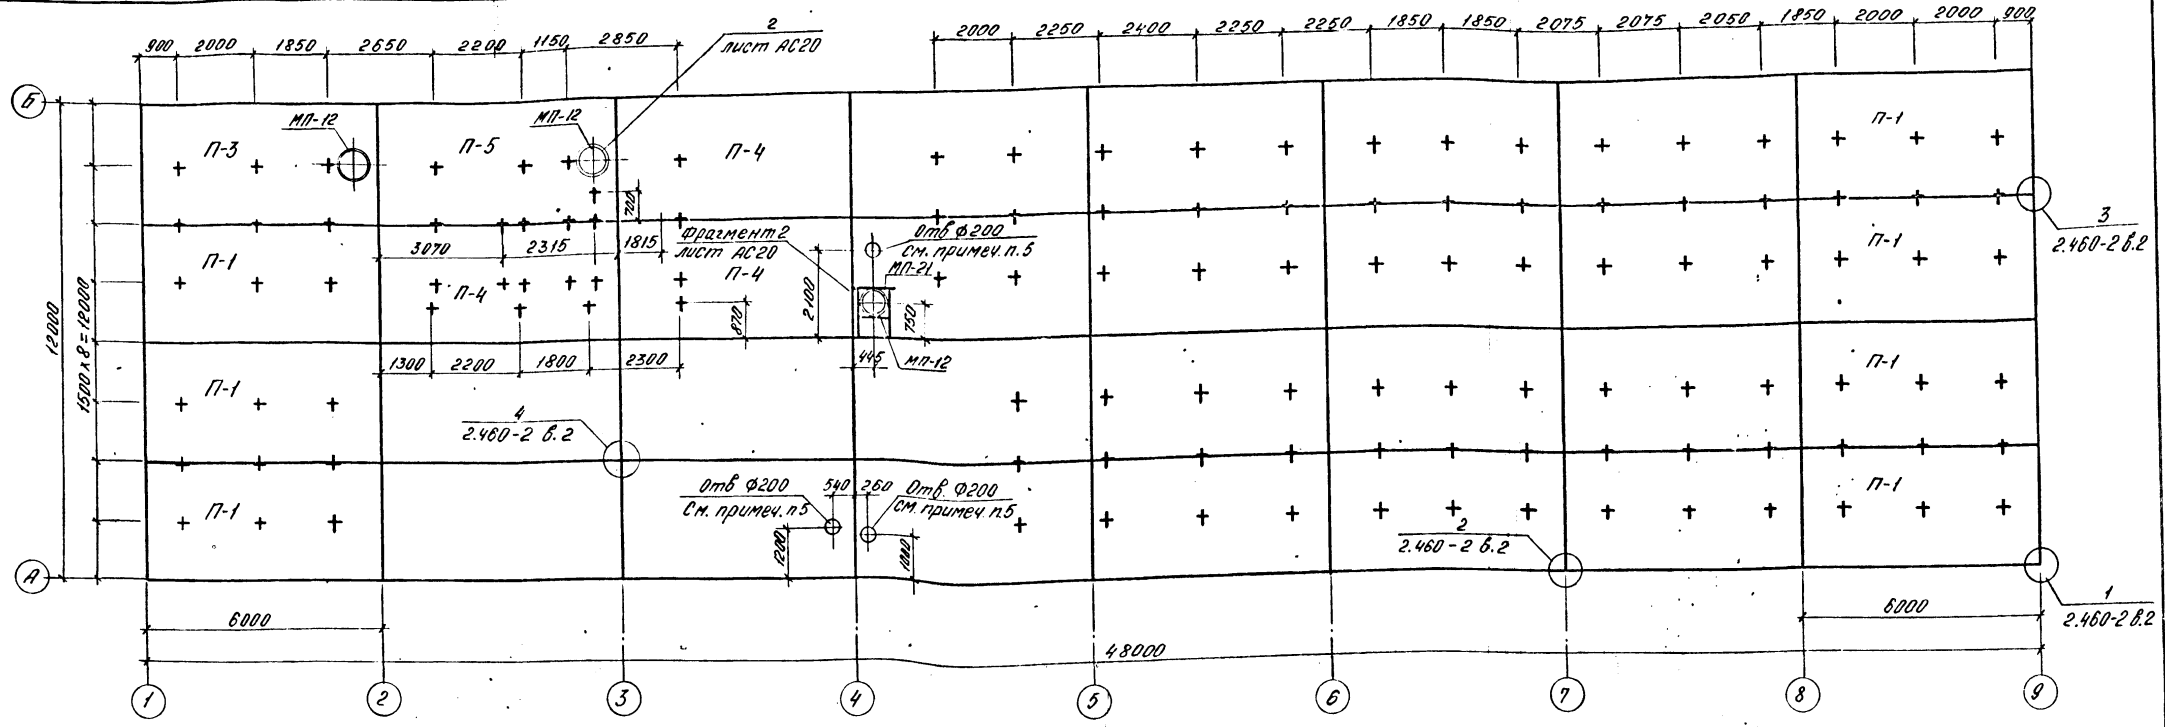 900 2000 1850 2650 2200 1150 2850
2
лист АС20
2000 2250 2400 2250 2250 1850 1850 2075 2075 2050 1850 2000 2000 900
Б
МП-12
МП-12
П-3
П-5
П-4
П-1
700
3070
2315
1815
Фрагмент 2
лист АС20
Отв Ф200
См. примеч. п.5
МП-21
3
2.460-2 в.2
П-1
П-4
П-4
П-1
12000
1500х8=12000
870
2100
750
1300
2200
1800
2300
445
МП-12
П-1
П-1
4
2.460-2 в.2
Отв Ф200
См. примеч. п5
540
260
Отв. Ф200
См. примеч. п.5
П-1
П-1
1200
1000
2
2.460-2 в.2
А
1
2.460-2 в.2
6000
6000
48000
1 2 3 4 5 6 7 8 9